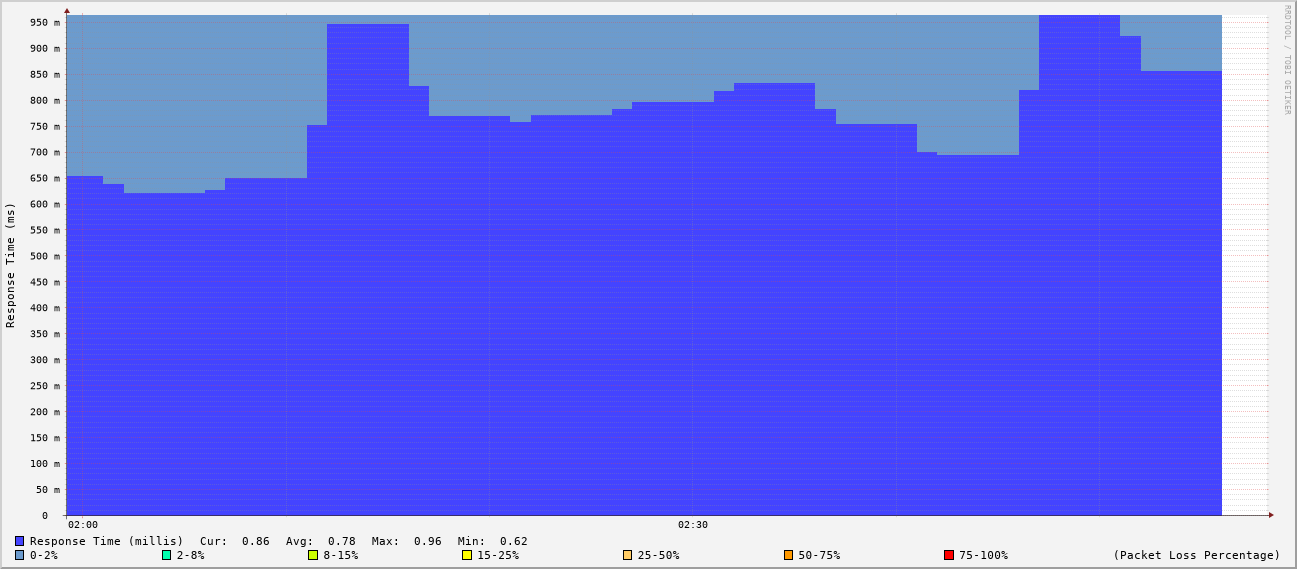 RRDTOOL / TOBI OETIKER
Response Time (ms)
950 m
900 m
850 m
800 m
750 m
700 m
650 m
600 m
550 m
500 m
450 m
400 m
350 m
300 m
250 m
200 m
150 m
100 m
50 m
0
02:00 02:30
Response Time (millis) Cur: 0.86 Avg: 0.78 Max: 0.96 Min: 0.62
0-2% 2-8% 8-15% 15-25% 25-50% 50-75% 75-100% (Packet Loss Percentage)